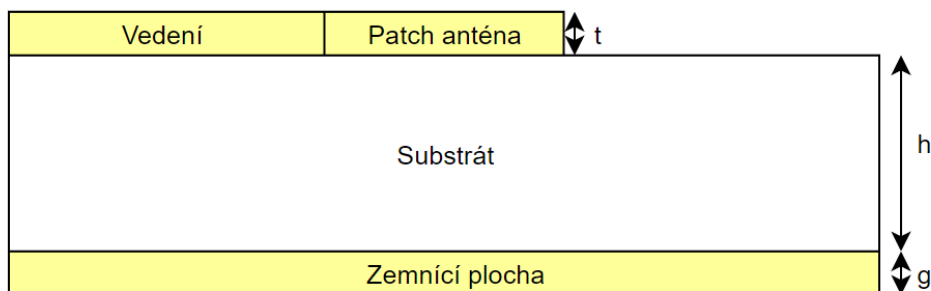 Vedení
Patch anténa
t
Substrát
h
Zemnící plocha
g